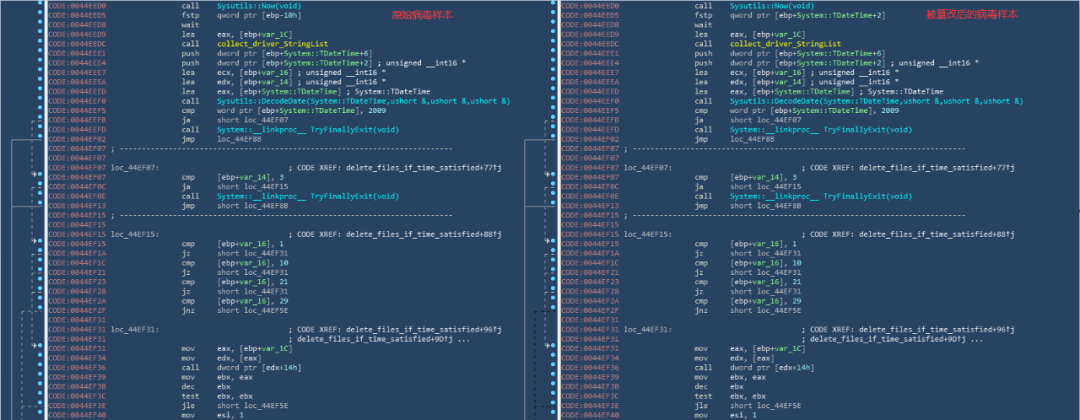 CODE:0044EED0 call Sysutils::Now(void)
原始病毒样本
CODE:0044EED5 fstp qword ptr [ebp-10h]
CODE:0044EED8 wait
CODE:0044EED9 lea eax, [ebp+var_1C]
CODE:0044EEDC call collect_driver_StringList
CODE:0044EEE1 push dword ptr [ebp+System::TDateTime+6]
CODE:0044EEE4 push dword ptr [ebp+System::TDateTime+2] ; unsigned __int16 *
CODE:0044EEE7 lea ecx, [ebp+var_16] ; unsigned __int16 *
CODE:0044EEEA lea edx, [ebp+var_14] ; unsigned __int16 *
CODE:0044EEED lea eax, [ebp+System::TDateTime] ; System::TDateTime
CODE:0044EEF0 call Sysutils::DecodeDate(System::TDateTime,ushort &,ushort &,ushort &)
CODE:0044EEF5 cmp word ptr [ebp+System::TDateTime], 2009
CODE:0044EEFB ja short loc_44EF07
CODE:0044EEFD call System::__linkproc__ TryFinallyExit(void)
CODE:0044EF02 jmp loc_44EF8B
CODE:0044EF07 ; ---------------------------------------------------------------------------
CODE:0044EF07
CODE:0044EF07 loc_44EF07: ; CODE XREF: delete_files_if_time_satisfied+77↑j
CODE:0044EF07 cmp [ebp+var_14], 3
CODE:0044EF0C ja short loc_44EF15
CODE:0044EF0E call System::__linkproc__ TryFinallyExit(void)
CODE:0044EF13 jmp short loc_44EF8B
CODE:0044EF15 ; ---------------------------------------------------------------------------
CODE:0044EF15
CODE:0044EF15 loc_44EF15: ; CODE XREF: delete_files_if_time_satisfied+88↑j
CODE:0044EF15 cmp [ebp+var_16], 1
CODE:0044EF1A jz short loc_44EF31
CODE:0044EF1C cmp [ebp+var_16], 10
CODE:0044EF21 jz short loc_44EF31
CODE:0044EF23 cmp [ebp+var_16], 21
CODE:0044EF28 jz short loc_44EF31
CODE:0044EF2A cmp [ebp+var_16], 29
CODE:0044EF2F jnz short loc_44EF5E
CODE:0044EF31
CODE:0044EF31 loc_44EF31: ; CODE XREF: delete_files_if_time_satisfied+96↑j
CODE:0044EF31 ; delete_files_if_time_satisfied+9D↑j ...
CODE:0044EF31 mov eax, [ebp+var_1C]
CODE:0044EF34 mov edx, [eax]
CODE:0044EF36 call dword ptr [edx+14h]
CODE:0044EF39 mov ebx, eax
CODE:0044EF3B dec ebx
CODE:0044EF3C test ebx, ebx
CODE:0044EF3E jle short loc_44EF5E
CODE:0044EF40 mov esi, 1
CODE:0044EED0 call Sysutils::Now(void)
被篡改后的病毒样本
CODE:0044EED5 fstp qword ptr [ebp+System::TDateTime+2]
CODE:0044EED8 wait
CODE:0044EED9 lea eax, [ebp+var_1C]
CODE:0044EEDC call collect_driver_StringList
CODE:0044EEE1 push dword ptr [ebp+System::TDateTime+6]
CODE:0044EEE4 push dword ptr [ebp+System::TDateTime+2] ; unsigned __int16 *
CODE:0044EEE7 lea ecx, [ebp+var_16] ; unsigned __int16 *
CODE:0044EEEA lea edx, [ebp+var_14] ; unsigned __int16 *
CODE:0044EEED lea eax, [ebp+System::TDateTime] ; System::TDateTime
CODE:0044EEF0 call Sysutils::DecodeDate(System::TDateTime,ushort &,ushort &,ushort &)
CODE:0044EEF5 cmp word ptr [ebp+System::TDateTime], 2009
CODE:0044EEFB ja short loc_44EF07
CODE:0044EEFD call System::__linkproc__ TryFinallyExit(void)
CODE:0044EF02 jmp loc_44EF8B
CODE:0044EF07 ; ---------------------------------------------------------------------------
CODE:0044EF07
CODE:0044EF07 loc_44EF07: ; CODE XREF: delete_files_if_time_satisfied+77↑j
CODE:0044EF07 cmp [ebp+var_14], 3
CODE:0044EF0C ja short loc_44EF15
CODE:0044EF0E call System::__linkproc__ TryFinallyExit(void)
CODE:0044EF13 jmp short loc_44EF8B
CODE:0044EF15 ; ---------------------------------------------------------------------------
CODE:0044EF15
CODE:0044EF15 loc_44EF15: ; CODE XREF: delete_files_if_time_satisfied+88↑j
CODE:0044EF15 cmp [ebp+var_16], 1
CODE:0044EF1A jz short loc_44EF31
CODE:0044EF1C cmp [ebp+var_16], 10
CODE:0044EF21 jz short loc_44EF31
CODE:0044EF23 cmp [ebp+var_16], 21
CODE:0044EF28 jz short loc_44EF31
CODE:0044EF2A cmp [ebp+var_16], 29
CODE:0044EF2F jnz short loc_44EF5E
CODE:0044EF31
CODE:0044EF31 loc_44EF31: ; CODE XREF: delete_files_if_time_satisfied+96↑j
CODE:0044EF31 ; delete_files_if_time_satisfied+9D↑j ...
CODE:0044EF31 mov eax, [ebp+var_1C]
CODE:0044EF34 mov edx, [eax]
CODE:0044EF36 call dword ptr [edx+14h]
CODE:0044EF39 mov ebx, eax
CODE:0044EF3B dec ebx
CODE:0044EF3C test ebx, ebx
CODE:0044EF3E jle short loc_44EF5E
CODE:0044EF40 mov esi, 1